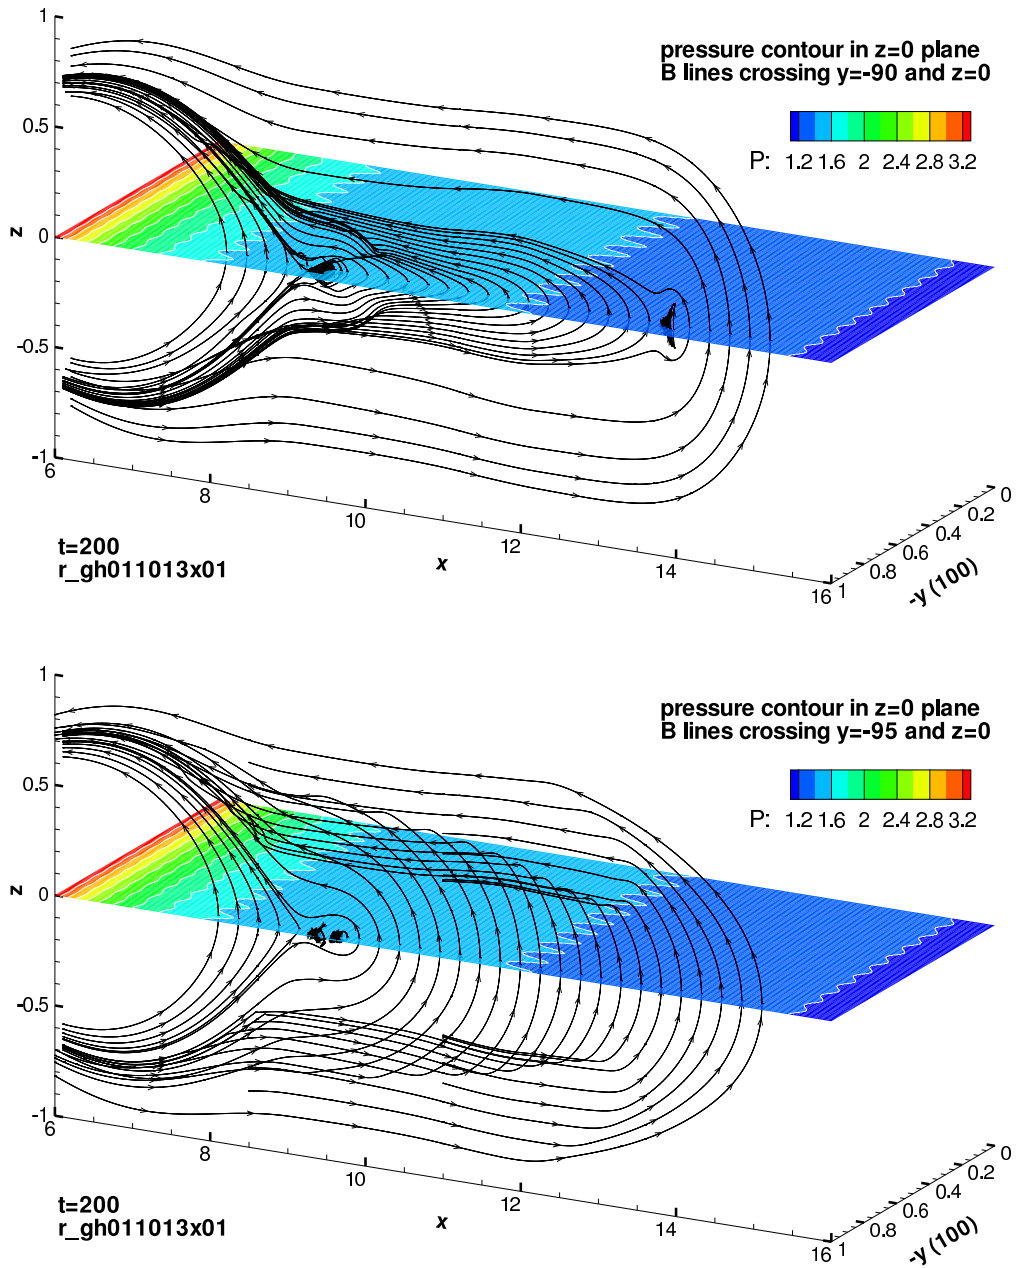 pressure contour in z=0 plane
B lines crossing y=-90 and z=0
P: 1.2 1.6 2 2.4 2.8 3.2
1
0.5
0
-0.5
-1
z
6
8
10
12
14
16
x
0
0.2
0.4
0.6
0.8
1
-y (100)
t=200
r_gh011013x01
pressure contour in z=0 plane
B lines crossing y=-95 and z=0
P: 1.2 1.6 2 2.4 2.8 3.2
1
0.5
0
-0.5
-1
z
6
8
10
12
14
16
x
0
0.2
0.4
0.6
0.8
1
-y (100)
t=200
r_gh011013x01